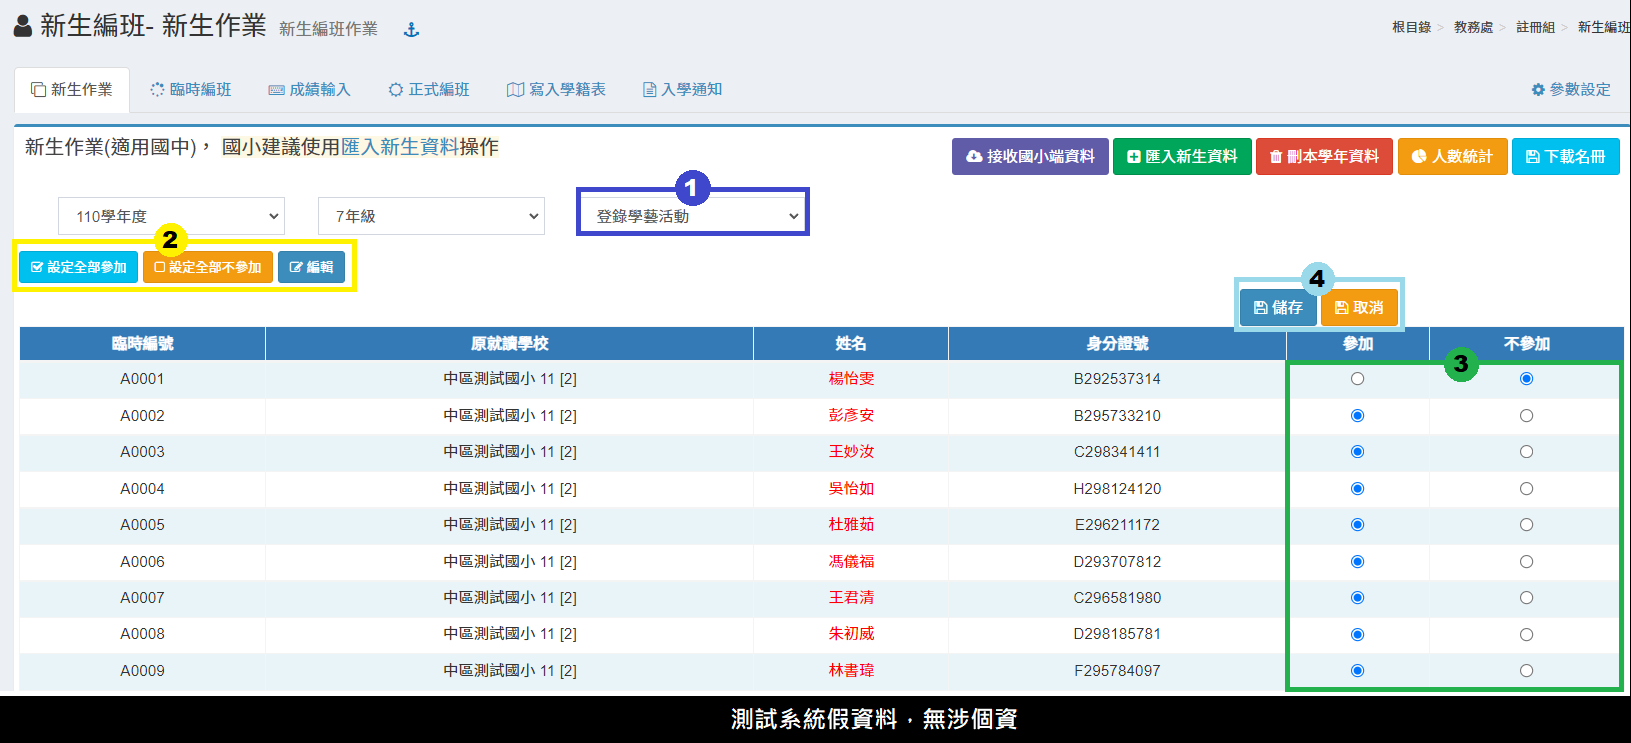 新生編班- 新生作業 新生編班作業
根目錄 > 教務處 > 註冊組 > 新生編班
新生作業 臨時編班 成績輸入 正式編班 寫入學籍表 入學通知 參數設定
新生作業(適用國中)， 國小建議使用匯入新生資料操作
接收國小端資料 匯入新生資料 刪本學年資料 人數統計 下載名冊
1
110學年度 7年級 登錄學藝活動
2
設定全部參加 設定全部不參加 編輯
4
儲存 取消
臨時編號 原就讀學校 姓名 身分證號 參加 不參加
3
A0001 中區測試國小 11 [2] 楊怡雯 B292537314
A0002 中區測試國小 11 [2] 彭彥安 B295733210
A0003 中區測試國小 11 [2] 王妙汝 C298341411
A0004 中區測試國小 11 [2] 吳怡如 H298124120
A0005 中區測試國小 11 [2] 杜雅茹 E296211172
A0006 中區測試國小 11 [2] 馮儀福 D293707812
A0007 中區測試國小 11 [2] 王君清 C296581980
A0008 中區測試國小 11 [2] 朱初威 D298185781
A0009 中區測試國小 11 [2] 林書瑋 F295784097
測試系統假資料，無涉個資